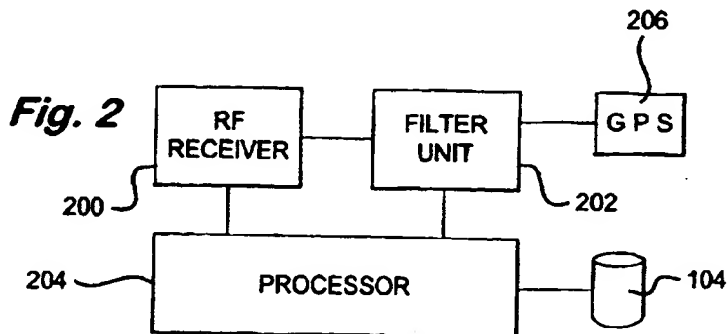 206
Fig. 2
RF
RECEIVER
FILTER
UNIT
G P S
200
202
204
PROCESSOR
104